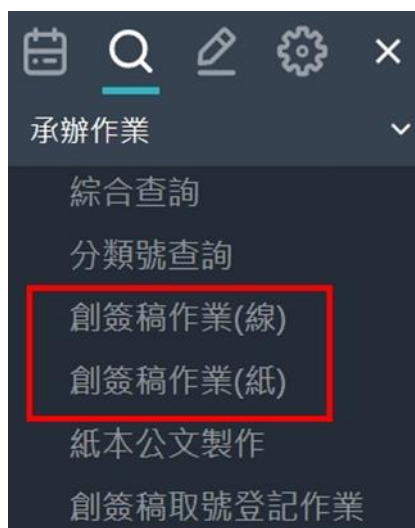 承辦作業
綜合查詢
分類號查詢
創簽稿作業(線)
創簽稿作業(紙)
紙本公文製作
創簽稿取號登記作業